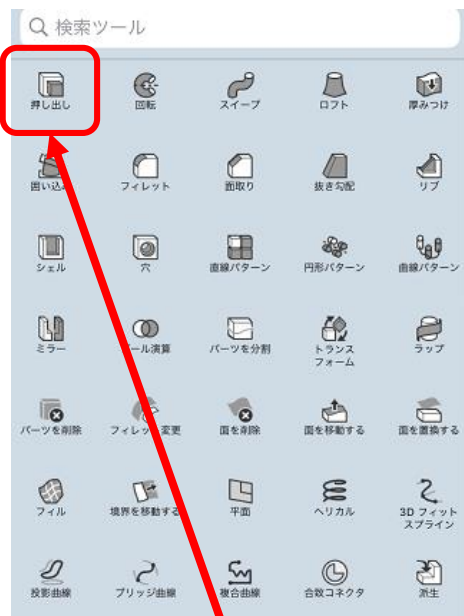 検索ツール
押し出し 回転 スイープ ロフト 厚みつけ
フィレット 面取り 抜き勾配 リブ
シェル 穴 直線パターン 円形パターン 曲線パターン
ミラー ール演算 パーツを分割 トランス ラップ
フォーム
パーツを削除 フィレット変更 面を削除 面を移動する 面を置換する
フィル 境界を移動する 平面 ヘリカル 3D フィット
スプライン
投影曲線 ブリッジ曲線 複合曲線 合致コネクタ 派生